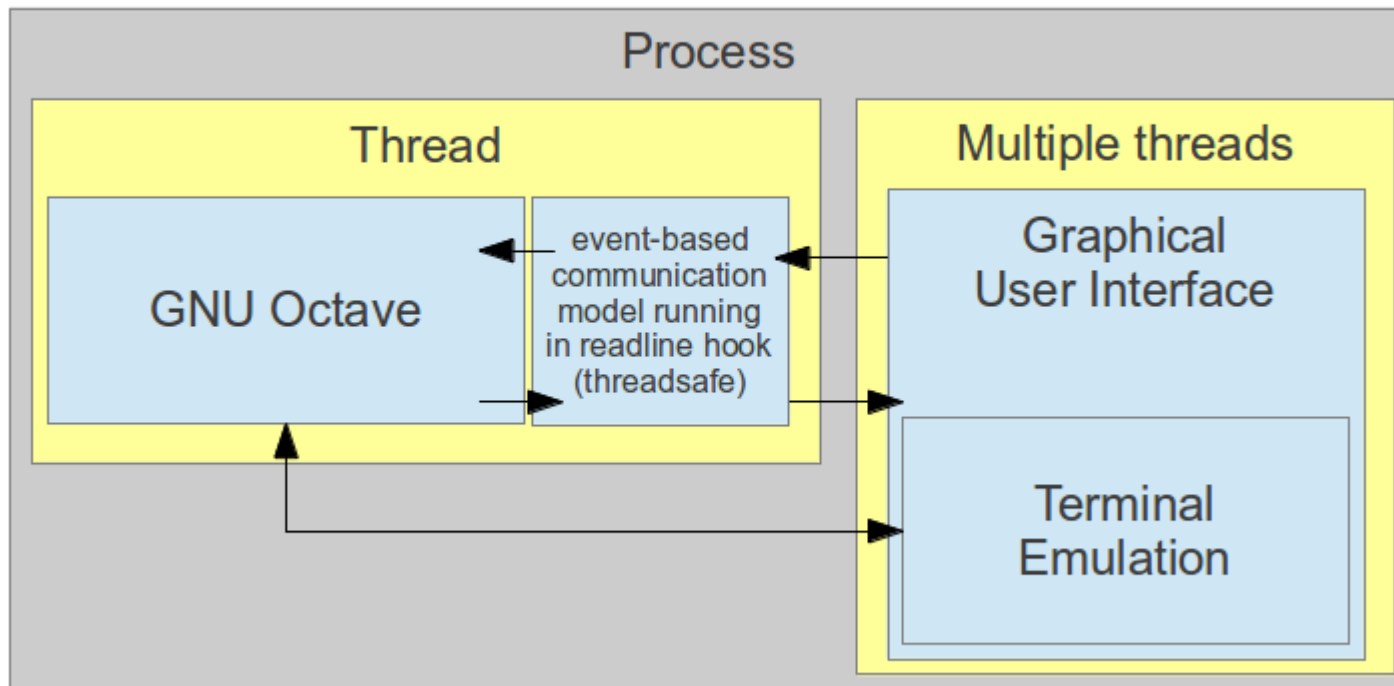 Process
Thread
GNU Octave
event-based
communication
model running
in readline hook
(threadsafe)
Multiple threads
Graphical
User Interface
Terminal
Emulation